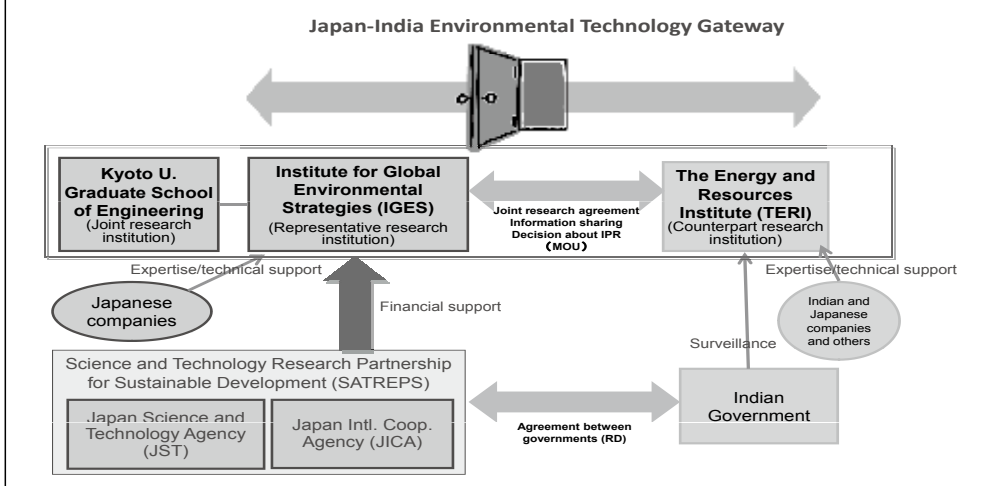 Japan-India Environmental Technology Gateway
Kyoto U.
Graduate School
of Engineering
(Joint research
institution)
Institute for Global
Environmental
Strategies (IGES)
(Representative research
institution)
Joint research agreement
Information sharing
Decision about IPR
(MOU)
The Energy and
Resources
Institute (TERI)
(Counterpart research
institution)
Expertise/technical support
Japanese
companies
Financial support
Expertise/technical support
Indian and
Japanese
companies
and others
Surveillance
Science and Technology Research Partnership
for Sustainable Development (SATREPS)
Japan Science and
Technology Agency
(JST)
Japan Intl. Coop.
Agency (JICA)
Agreement between
governments (RD)
Indian
Government